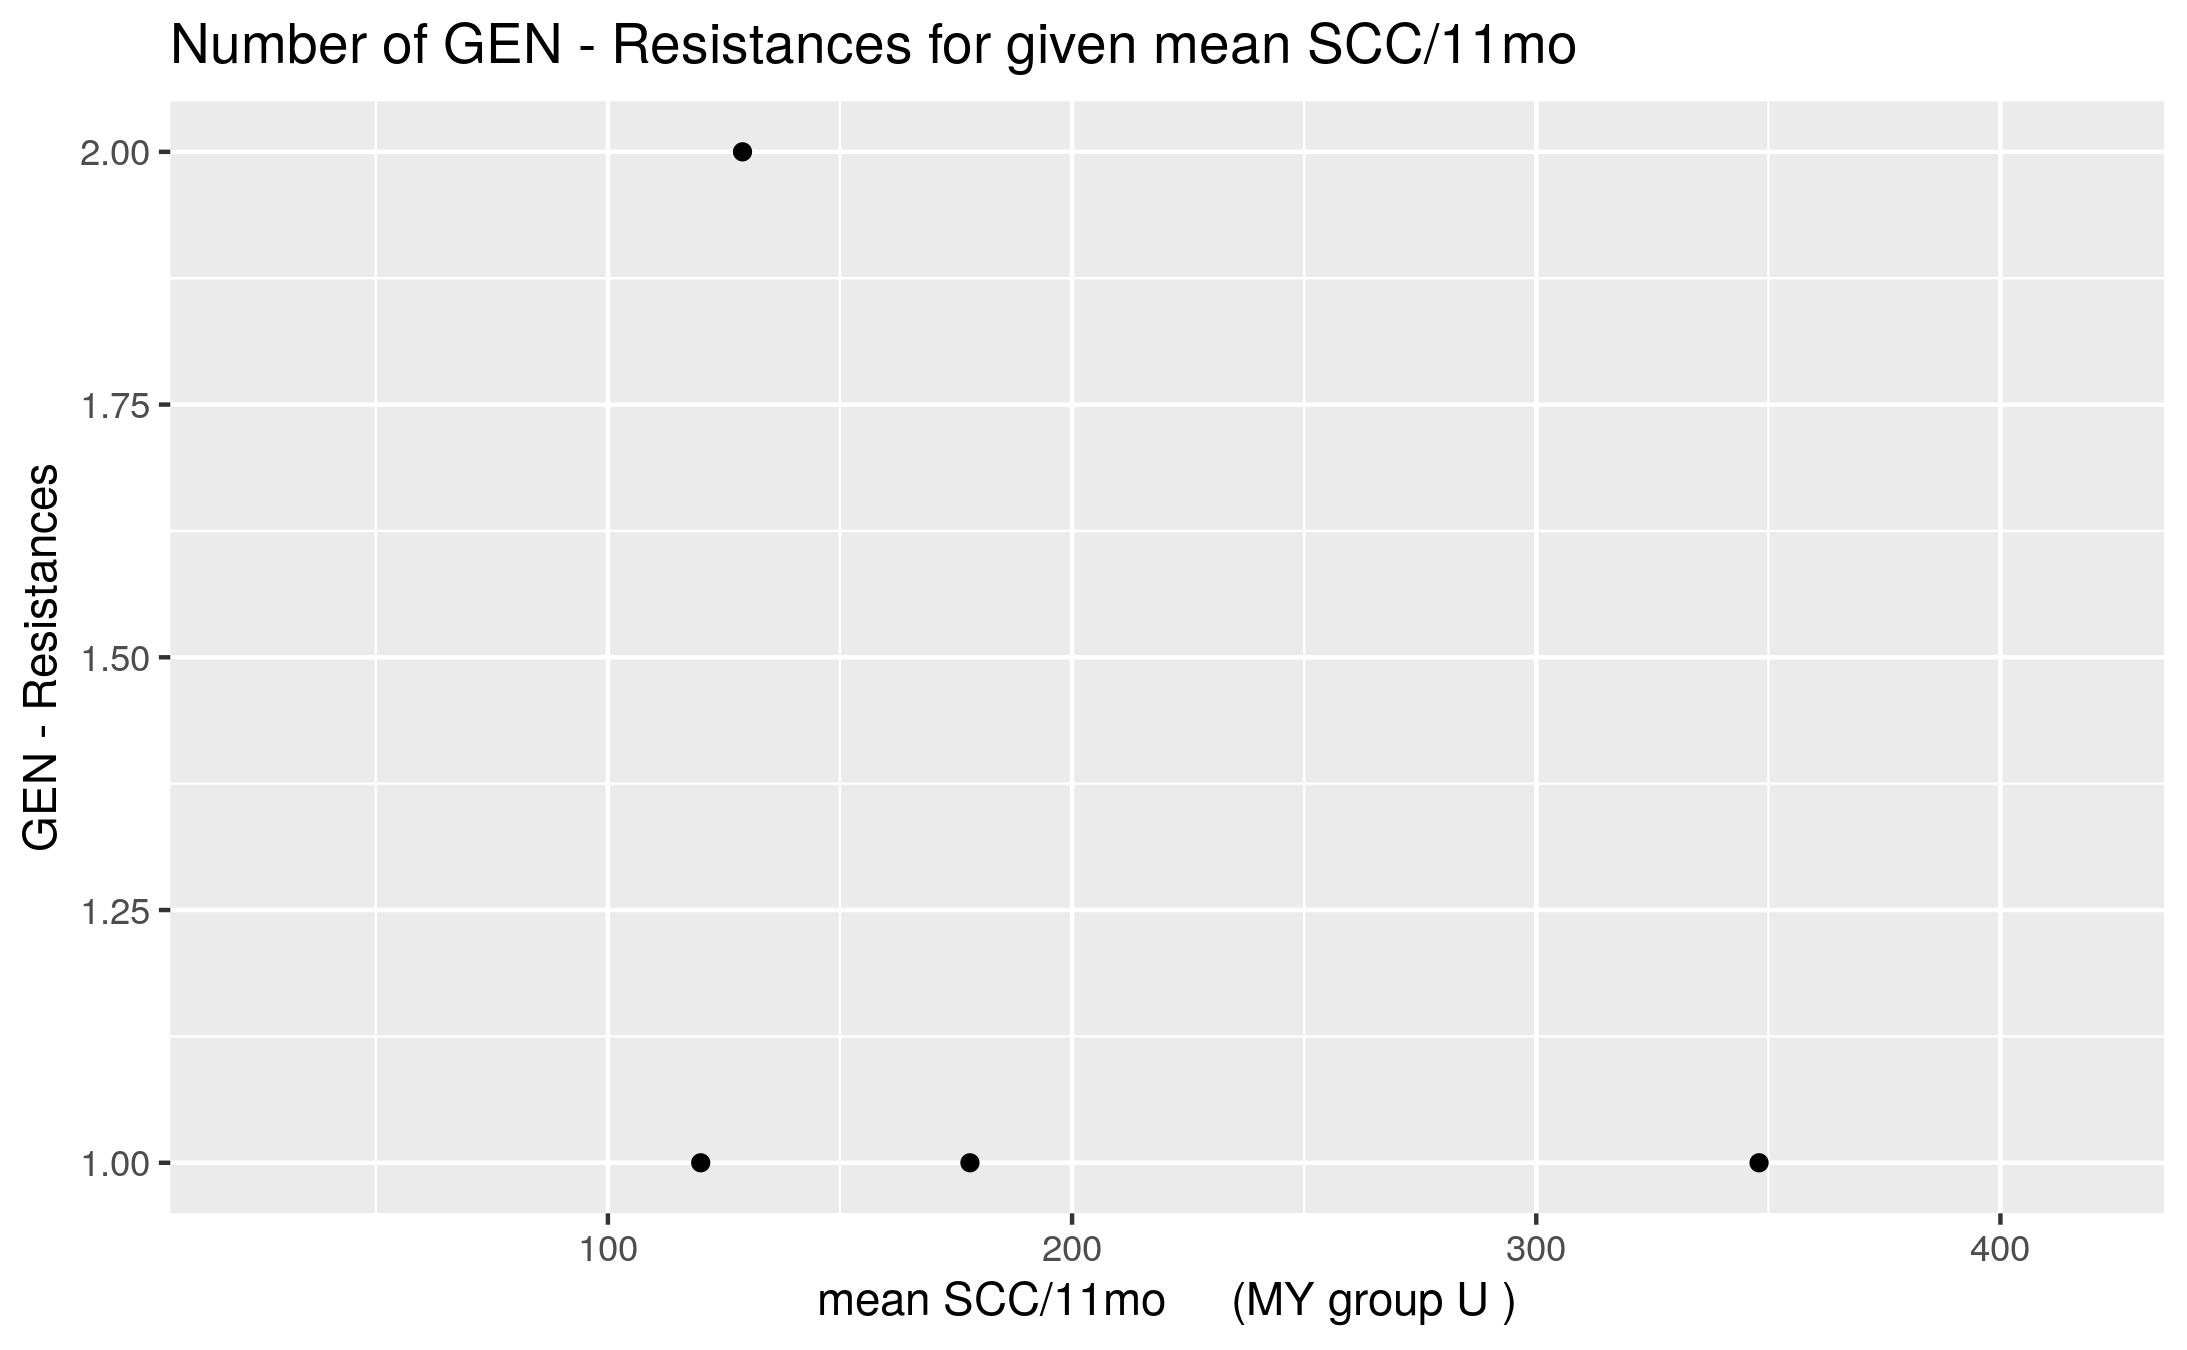 Number of GEN - Resistances for given mean SCC/11mo
GEN - Resistances
2.00
1.75
1.50
1.25
1.00
100 200 300 400
mean SCC/11mo (MY group U )